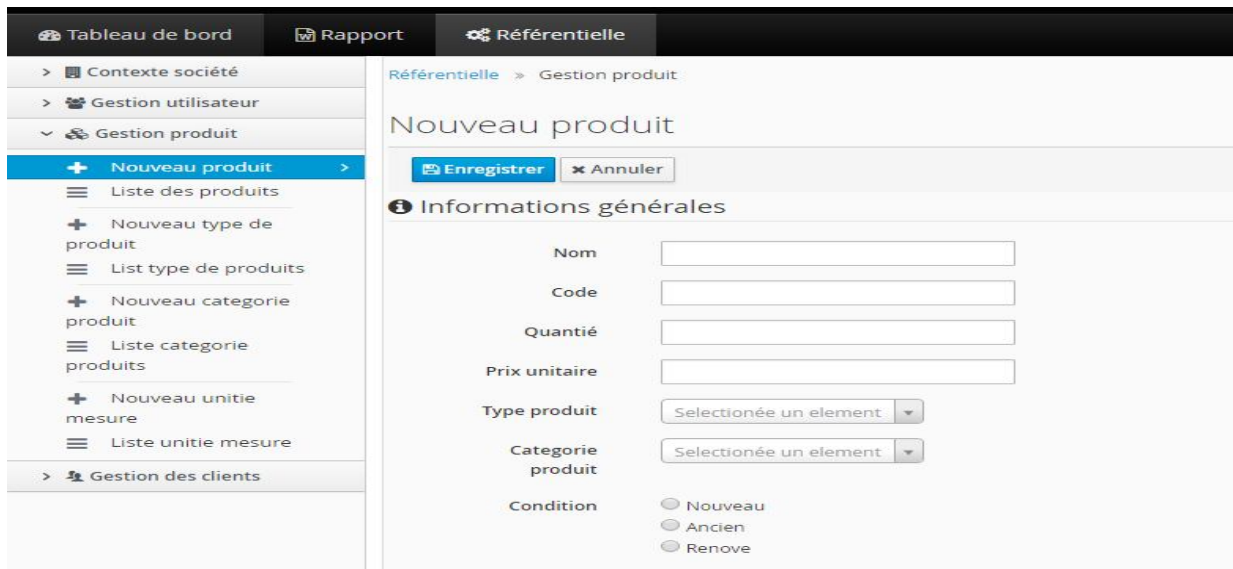 Tableau de bord Rapport Référentielle
Contexte société
Gestion utilisateur
Gestion produit
Nouveau produit
Liste des produits
Nouveau type de
produit
List type de produits
Nouveau categorie
produit
Liste categorie
produits
Nouveau unitie
mesure
Liste unitie mesure
Gestion des clients
Référentielle » Gestion produit
Nouveau produit
Enregistrer Annuler
Informations générales
Nom
Code
Quantié
Prix unitaire
Type produit Selectionée un element
Categorie
produit Selectionée un element
Condition Nouveau
Ancien
Renove